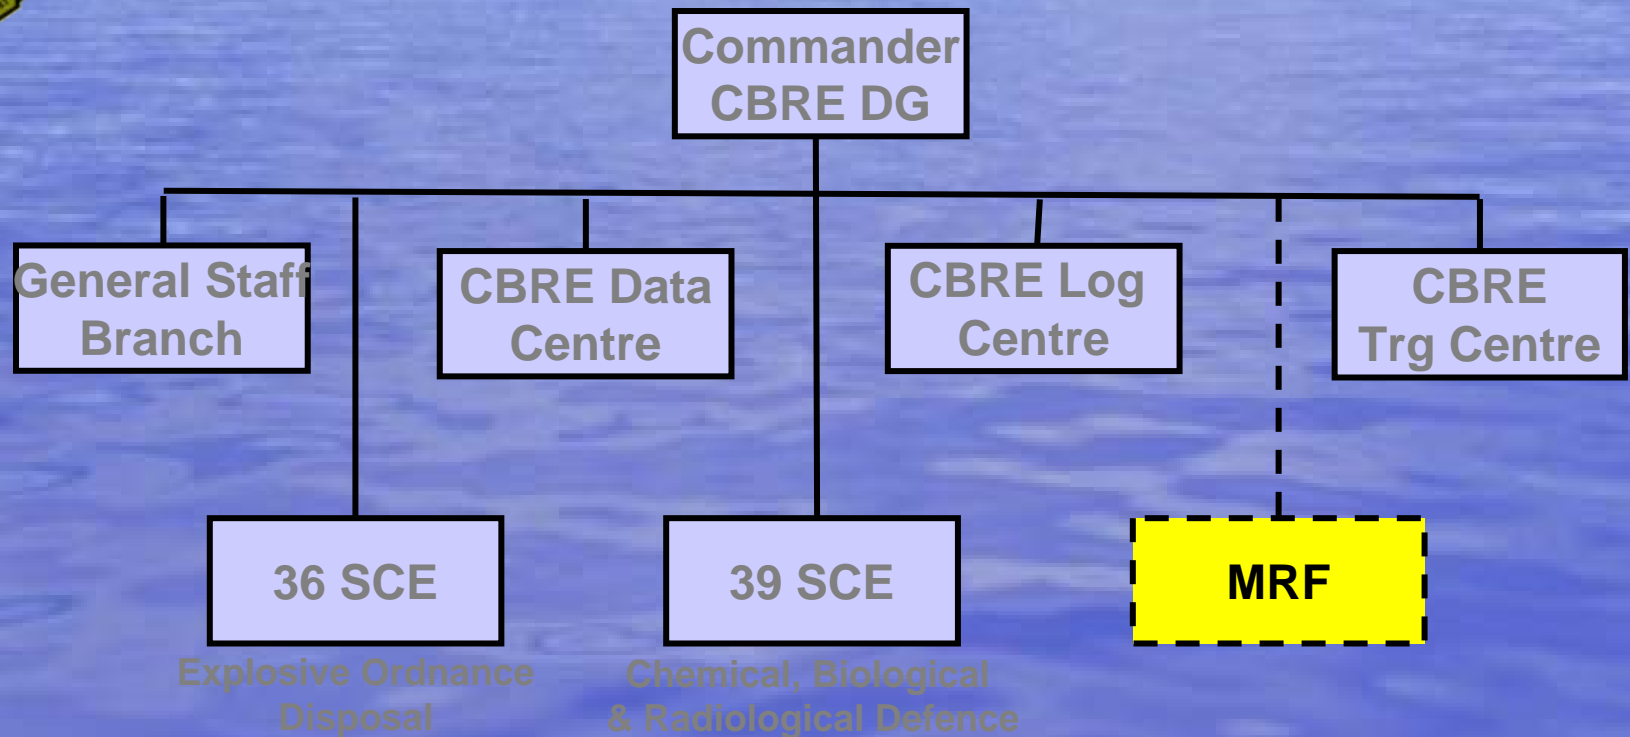 Commander
CBRE DG
General Staff
Branch
CBRE Data
Centre
CBRE Log
Centre
CBRE
Trg Centre
36 SCE
39 SCE
MRF
Explosive Ordnance
Disposal
Chemical, Biological
& Radiological Defence